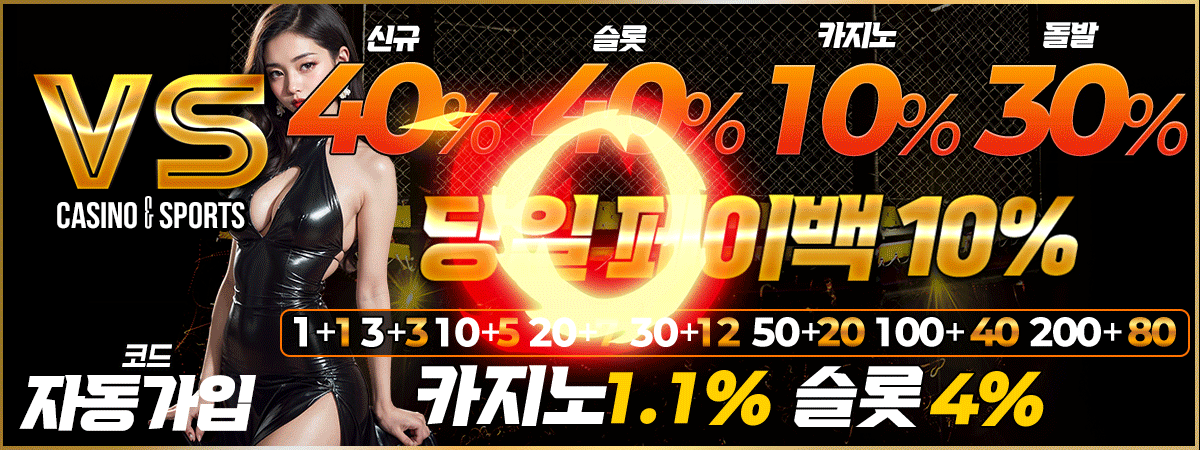 신규 슬롯 카지노 돌발
40% 40% 10% 30%
VS
CASINO & SPORTS
당일 페이백 10%
1+1 3+3 10+5 20+7 30+12 50+20 100+40 200+80
코드
자동가입
카지노 1.1% 슬롯 4%